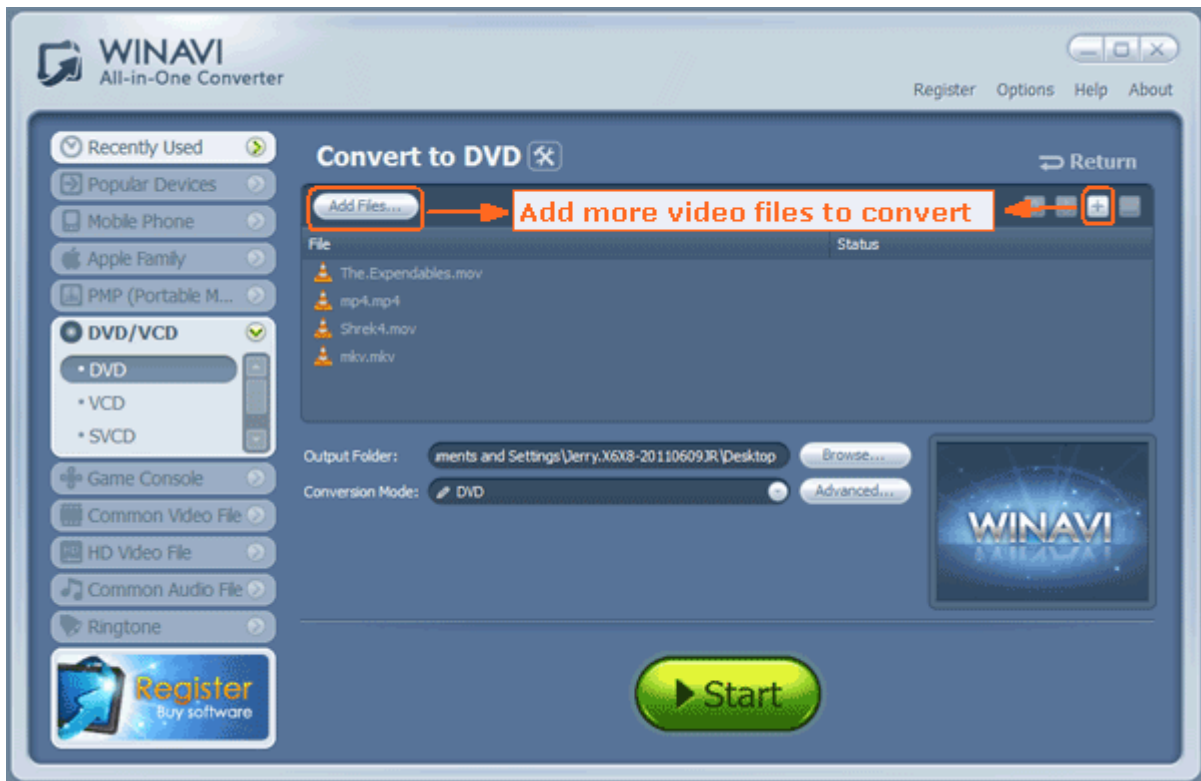 WINAVI
All-in-One Converter
Register Options Help About
Recently Used
Popular Devices
Mobile Phone
Apple Family
PMP (Portable M...
DVD/VCD
• DVD
• VCD
• SVCD
Game Console
Common Video File
HD Video File
Common Audio File
Ringtone
Register
Buy software
Convert to DVD
Return
Add Files...
Add more video files to convert
File Status
The.Expendables.mov
mp4.mp4
Shrek4.mov
mkv.mkv
Output Folder: ments and Settings\Jerry.X6X8-20110609JR\Desktop Browse...
Conversion Mode: DVD Advanced...
WINAVI
Start